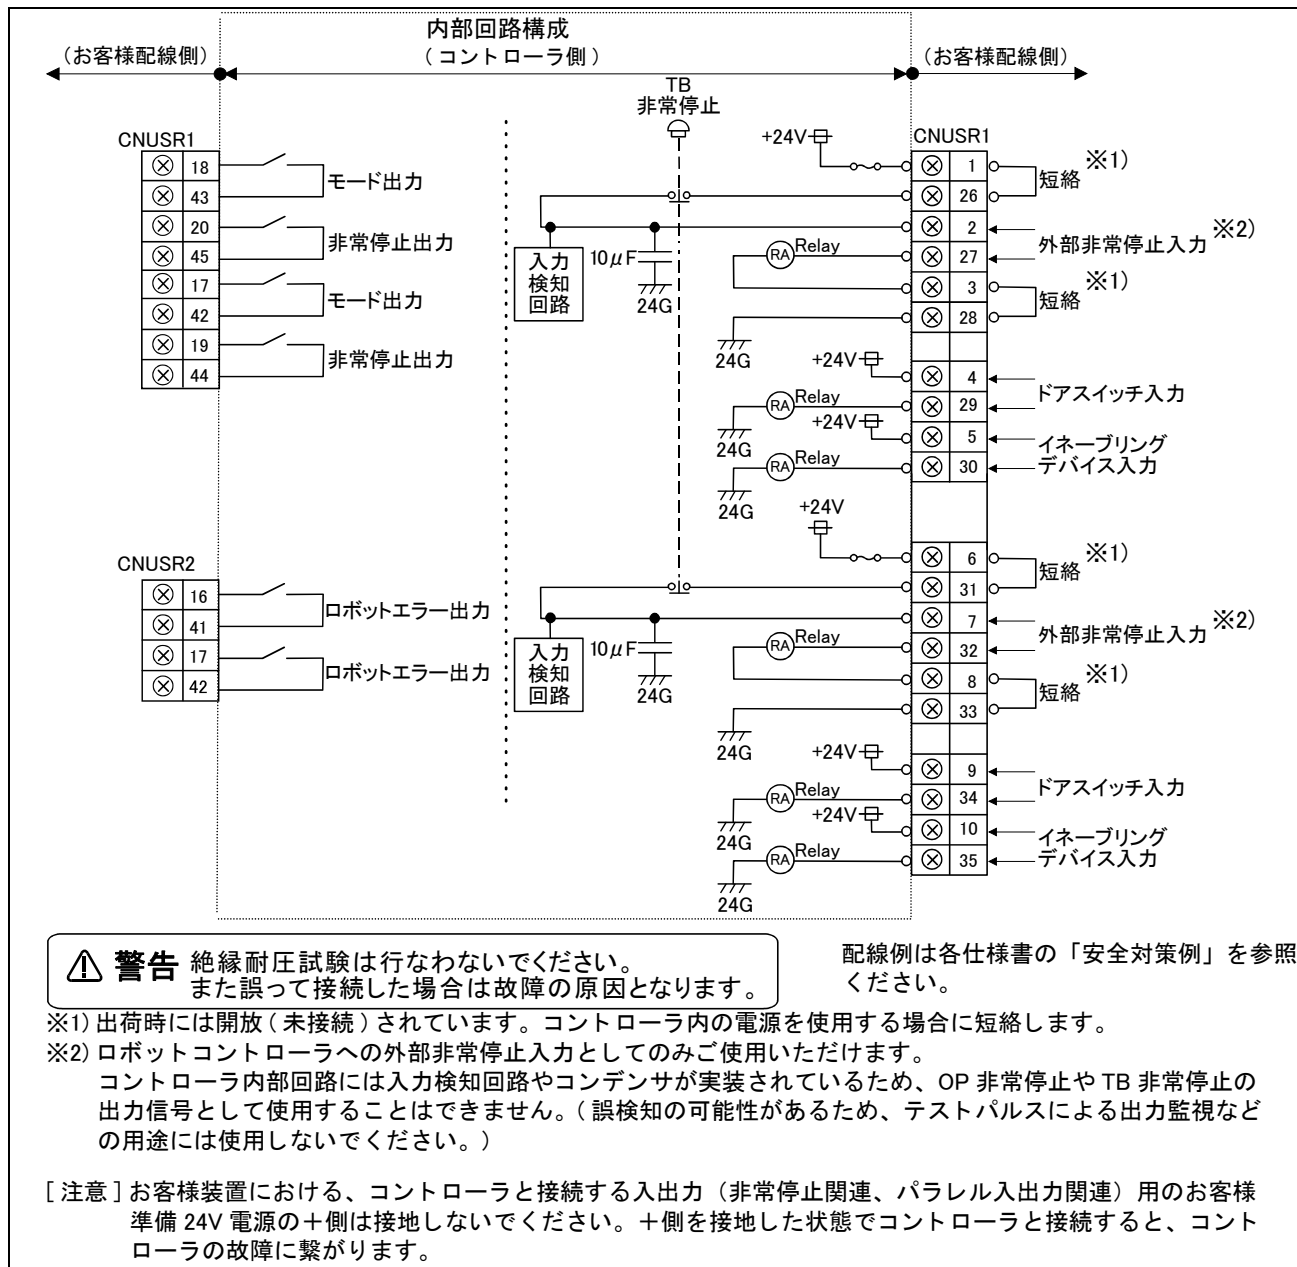 内部回路構成
(お客様配線側)
(コントローラ側)
(お客様配線側)
TB
非常停止
CNUSR1
18
43
20
45
17
42
19
44
モード出力
非常停止出力
モード出力
非常停止出力
CNUSR2
16
41
17
42
ロボットエラー出力
ロボットエラー出力
入力
検知
回路
10μF
24G
+24V
RA
Relay
24G
+24V
RA
Relay
+24V
24G
RA
Relay
24G
CNUSR1
1
26
2
27
3
28
4
29
5
30
短絡 ※1)
外部非常停止入力 ※2)
短絡 ※1)
ドアスイッチ入力
イネーブリング
デバイス入力
+24V
入力
検知
回路
10μF
24G
RA
Relay
24G
+24V
RA
Relay
+24V
24G
RA
Relay
24G
6
31
7
32
8
33
9
34
10
35
短絡 ※1)
外部非常停止入力 ※2)
短絡 ※1)
ドアスイッチ入力
イネーブリング
デバイス入力
警告 絶縁耐圧試験は行なわないでください。
また誤って接続した場合は故障の原因となります。
配線例は各仕様書の「安全対策例」を参照
ください。
※1) 出荷時には開放(未接続)されています。コントローラ内の電源を使用する場合に短絡します。
※2) ロボットコントローラへの外部非常停止入力としてのみご使用いただけます。
コントローラ内部回路には入力検知回路やコンデンサが実装されているため、OP 非常停止や TB 非常停止の
出力信号として使用することはできません。(誤検知の可能性があるため、テストパルスによる出力監視など
の用途には使用しないでください。)
[注意] お客様装置における、コントローラと接続する入出力（非常停止関連、パラレル入出力関連）用のお客様
準備 24V 電源の＋側は接地しないでください。＋側を接地した状態でコントローラと接続すると、コント
ローラの故障に繋がります。